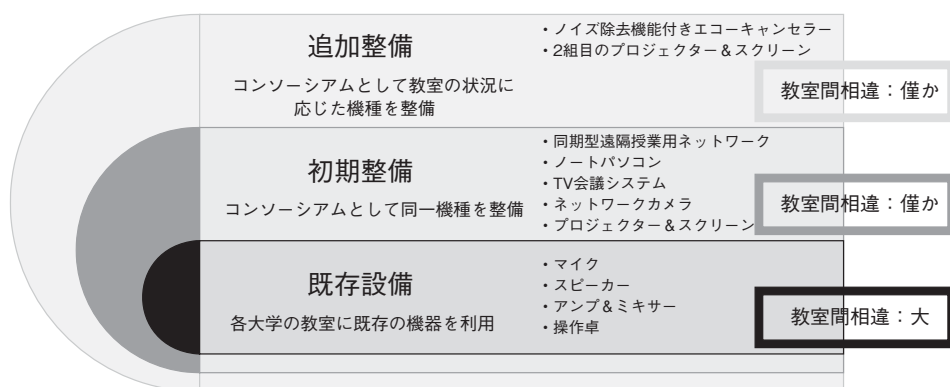 追加整備
コンソーシアムとして教室の状況に
応じた機種を整備
・ノイズ除去機能付きエコーキャンセラー
・2組目のプロジェクター＆スクリーン
教室間相違：僅か
初期整備
コンソーシアムとして同一機種を整備
・同期型遠隔授業用ネットワーク
・ノートパソコン
・TV会議システム
・ネットワークカメラ
・プロジェクター＆スクリーン
教室間相違：僅か
既存設備
各大学の教室に既存の機器を利用
・マイク
・スピーカー
・アンプ＆ミキサー
・操作卓
教室間相違：大